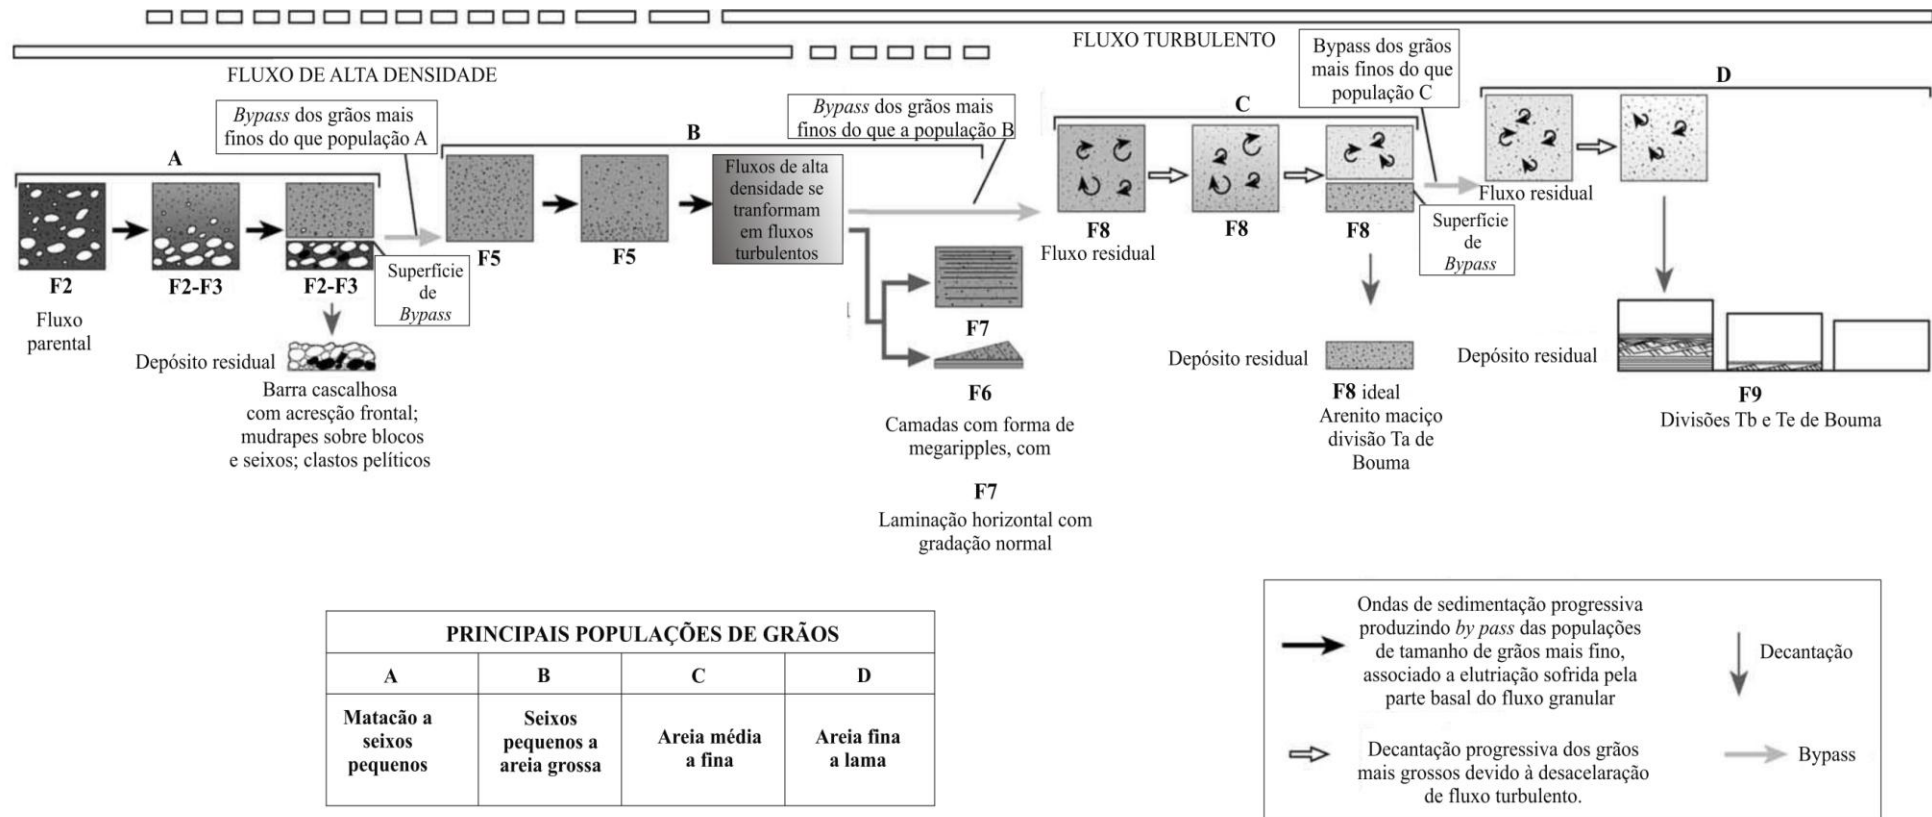 FLUXO TURBULENTO
FLUXO DE ALTA DENSIDADE
Bypass dos grãos mais
finos do que população A
Bypass dos grãos mais
finos do que a população B
Bypass dos grãos
mais finos do que
população C
A
B
C
D
Fluxos de alta
densidade se
tranformam
em fluxos
turbulentos
F2
F2-F3
F2-F3
F5
F5
F8
F8
F8
Fluxo
parental
Superfície
de
Bypass
Fluxo residual
Superfície
de
Bypass
Fluxo residual
Depósito residual
Barra cascalhosa
com acresção frontal;
mudrapes sobre blocos
e seixos; clastos pelíticos
F7
F6
Camadas com forma de
megaripples, com
F7
Laminação horizontal com
gradação normal
Depósito residual
F8 ideal
Arenito maciço
divisão Ta de
Bouma
Depósito residual
F9
Divisões Tb e Te de Bouma
PRINCIPAIS POPULAÇÕES DE GRÃOS
A
B
C
D
Matacão a
seixos
pequenos
Seixos
pequenos a
areia grossa
Areia média
a fina
Areia fina
a lama
Ondas de sedimentação progressiva
produzindo by pass das populações
de tamanho de grãos mais fino,
associado a elutriação sofrida pela
parte basal do fluxo granular
Decantação
Decantação progressiva dos grãos
mais grossos devido à desacelaração
de fluxo turbulento.
Bypass